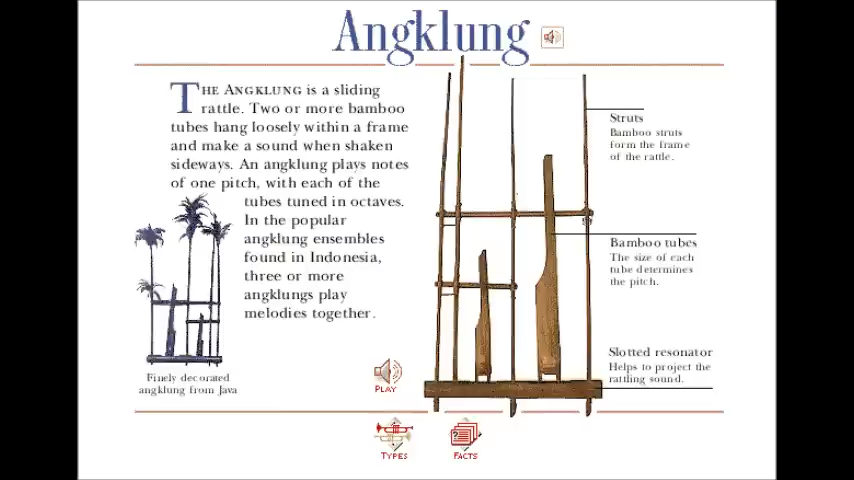 Angklung
THE ANGKLUNG is a sliding
rattle. Two or more bamboo
tubes hang loosely within a frame
and make a sound when shaken
sideways. An angklung plays notes
of one pitch, with each of the
tubes tuned in octaves.
In the popular
angklung ensembles
found in Indonesia,
three or more
angklungs play
melodies together.
Finely decorated
angklung from Java
Struts
Bamboo struts
form the frame
of the rattle.
Bamboo tubes
The size of each
tube determines
the pitch.
Slotted resonator
Helps to project the
rattling sound.
PLAY
TYPES
FACTS